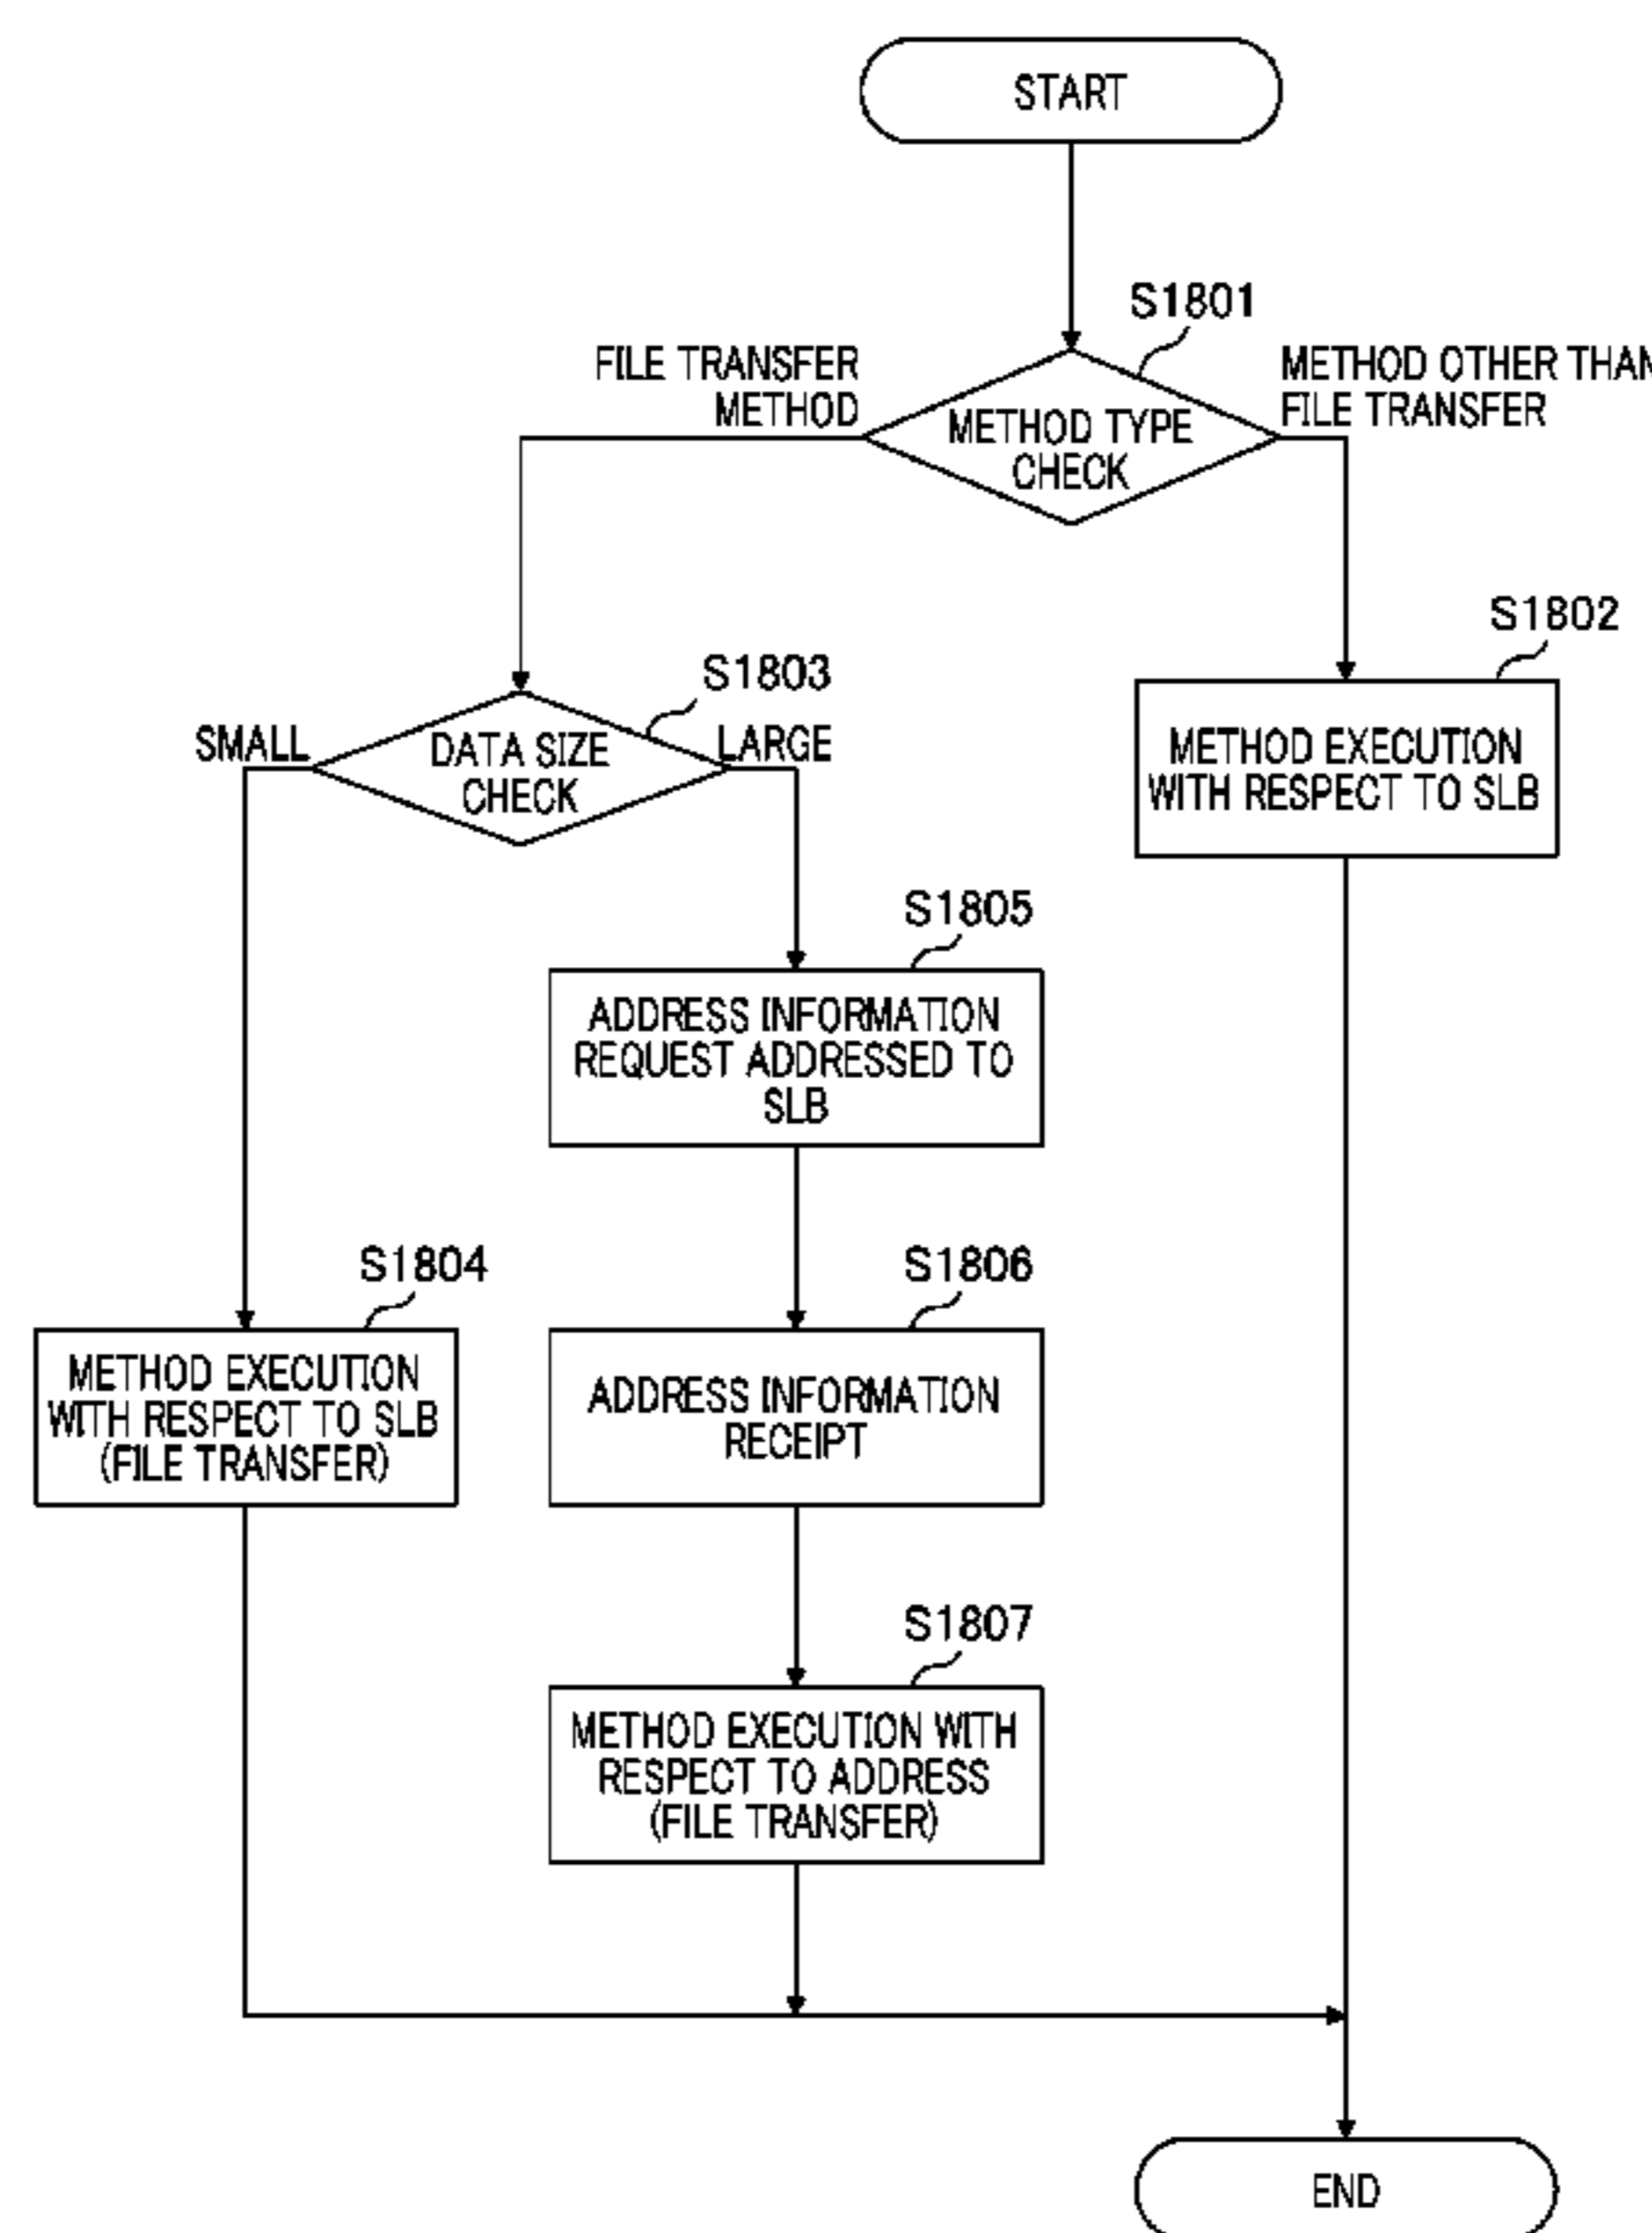 START
S1801
FILE TRANSFER
METHOD
METHOD OTHER THAN
FILE TRANSFER
METHOD TYPE
CHECK
S1802
METHOD EXECUTION
WITH RESPECT TO SLB
S1803
SMALL
LARGE
DATA SIZE
CHECK
S1805
ADDRESS INFORMATION
REQUEST ADDRESSED TO
SLB
S1804
METHOD EXECUTION
WITH RESPECT TO SLB
(FILE TRANSFER)
S1806
ADDRESS INFORMATION
RECEIPT
S1807
METHOD EXECUTION WITH
RESPECT TO ADDRESS
(FILE TRANSFER)
END